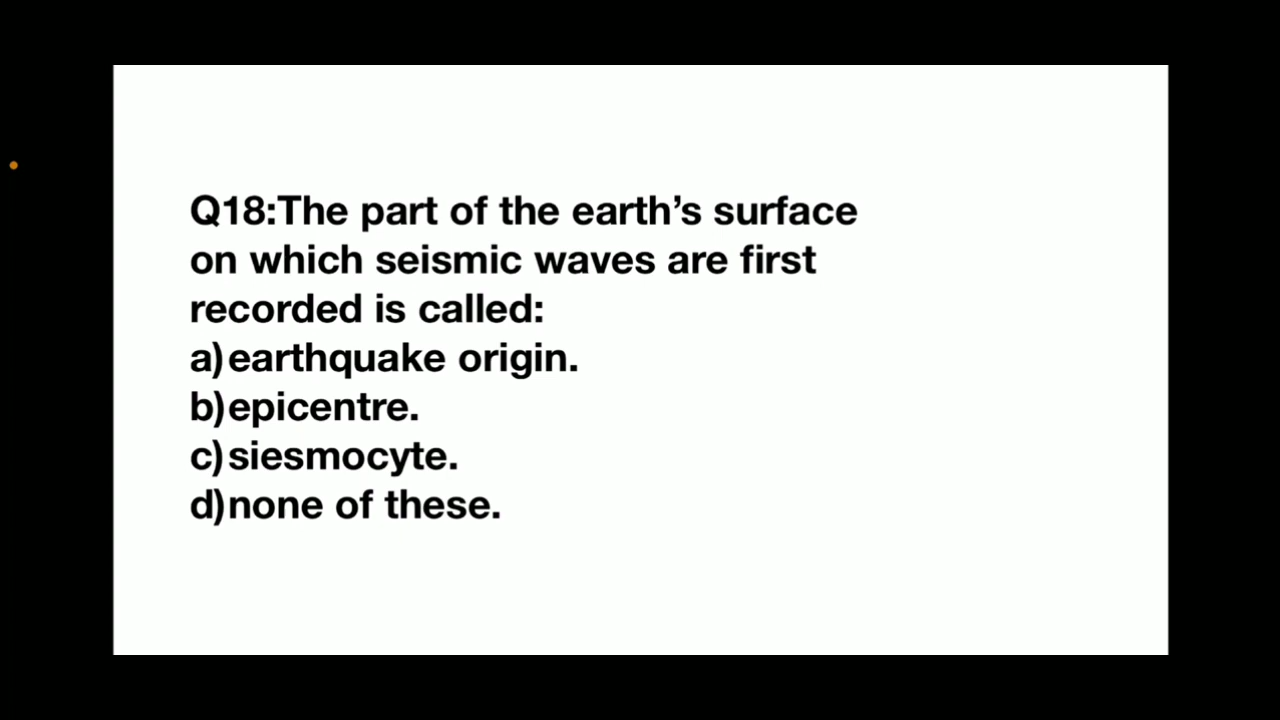 Q18:The part of the earth’s surface
on which seismic waves are first
recorded is called:
a)earthquake origin.
b)epicentre.
c)siesmocyte.
d)none of these.